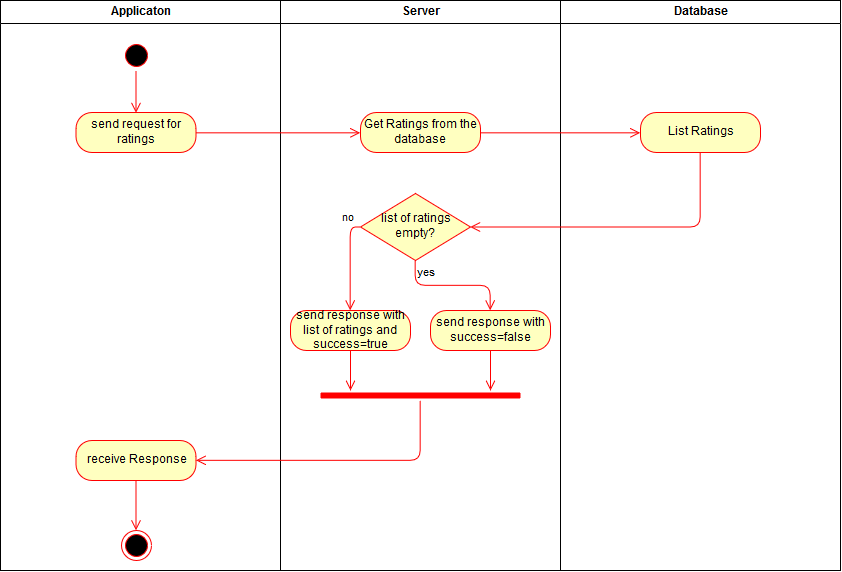 Applicaton
Server
Database
send request for
ratings
Get Ratings from the
database
List Ratings
list of ratings
empty?
no
yes
send response with
list of ratings and
success=true
send response with
success=false
receive Response